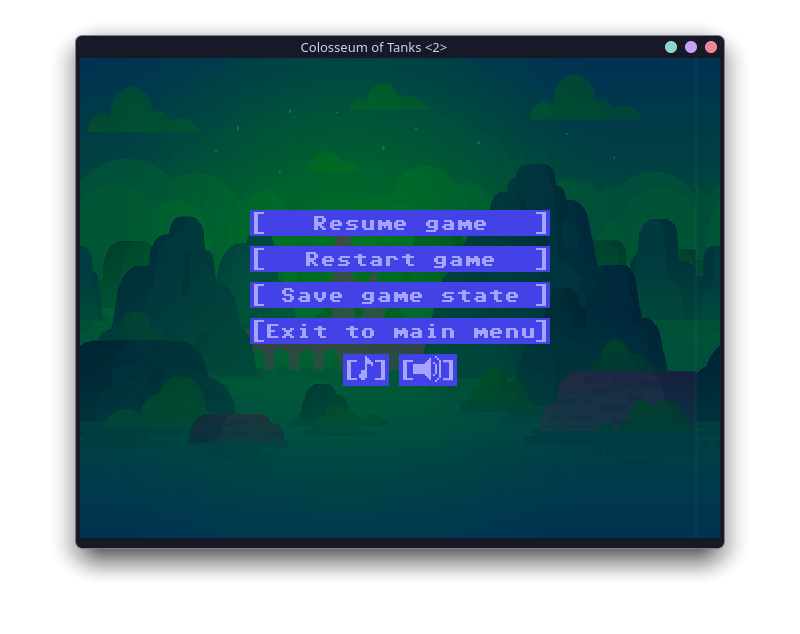 Colosseum of Tanks <2>
[ Resume game ]
[ Restart game ]
[ Save game state ]
[Exit to main menu]
[♪] [🔊]